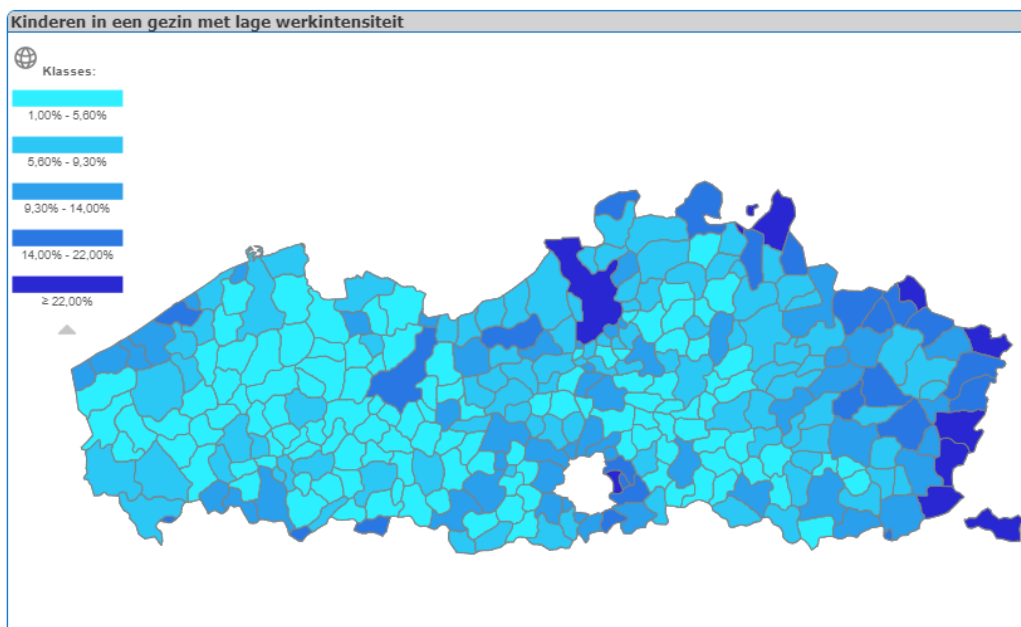 Kinderen in een gezin met lage werkintensiteit
Klasses:
1,00% - 5,60%
5,60% - 9,30%
9,30% - 14,00%
14,00% - 22,00%
≥ 22,00%